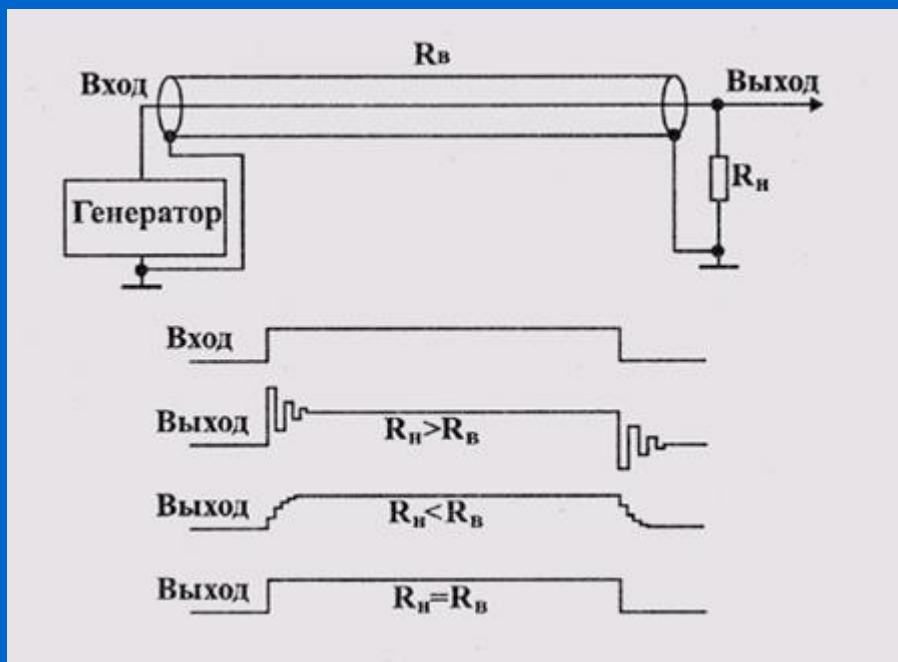 Rв
Вход
Выход
Rн
Генератор
Вход
Выход
Rн>Rв
Выход
Rн<Rв
Выход
Rн=Rв